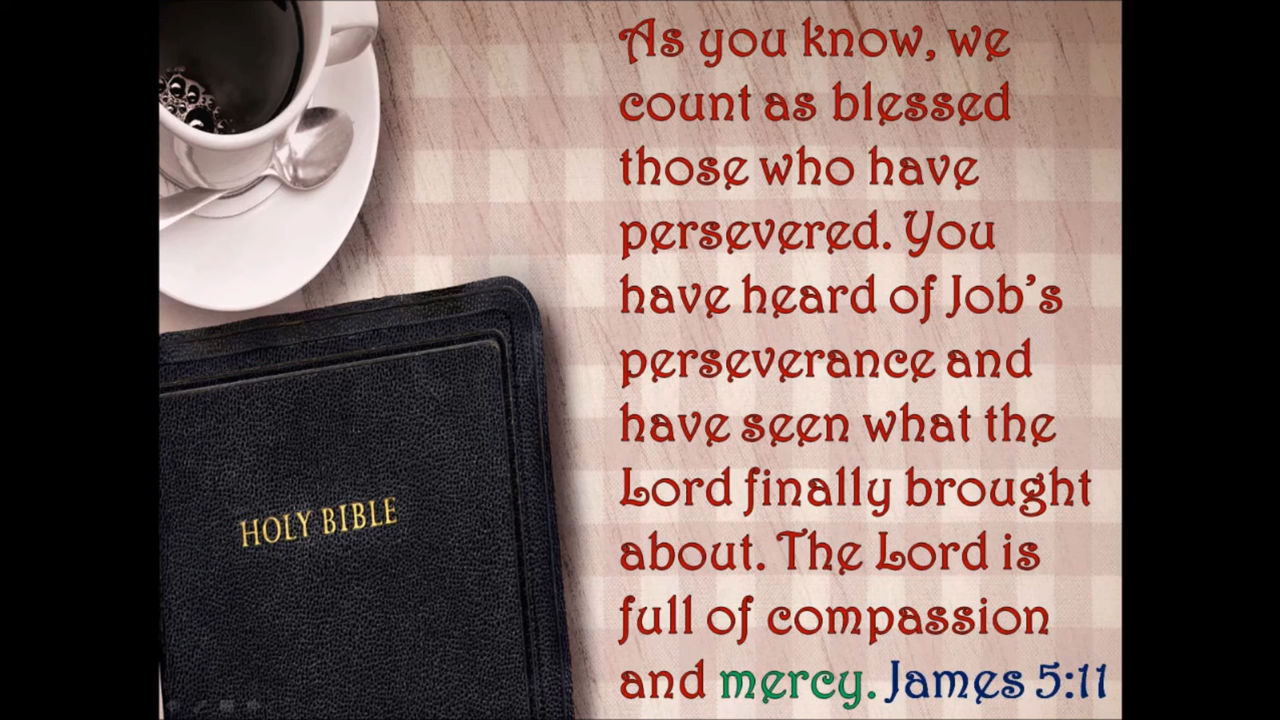 As you know, we
count as blessed
those who have
persevered. You
have heard of Job's
perseverance and
have seen what the
Lord finally brought
about. The Lord is
full of compassion
and mercy. James 5:11
HOLY BIBLE